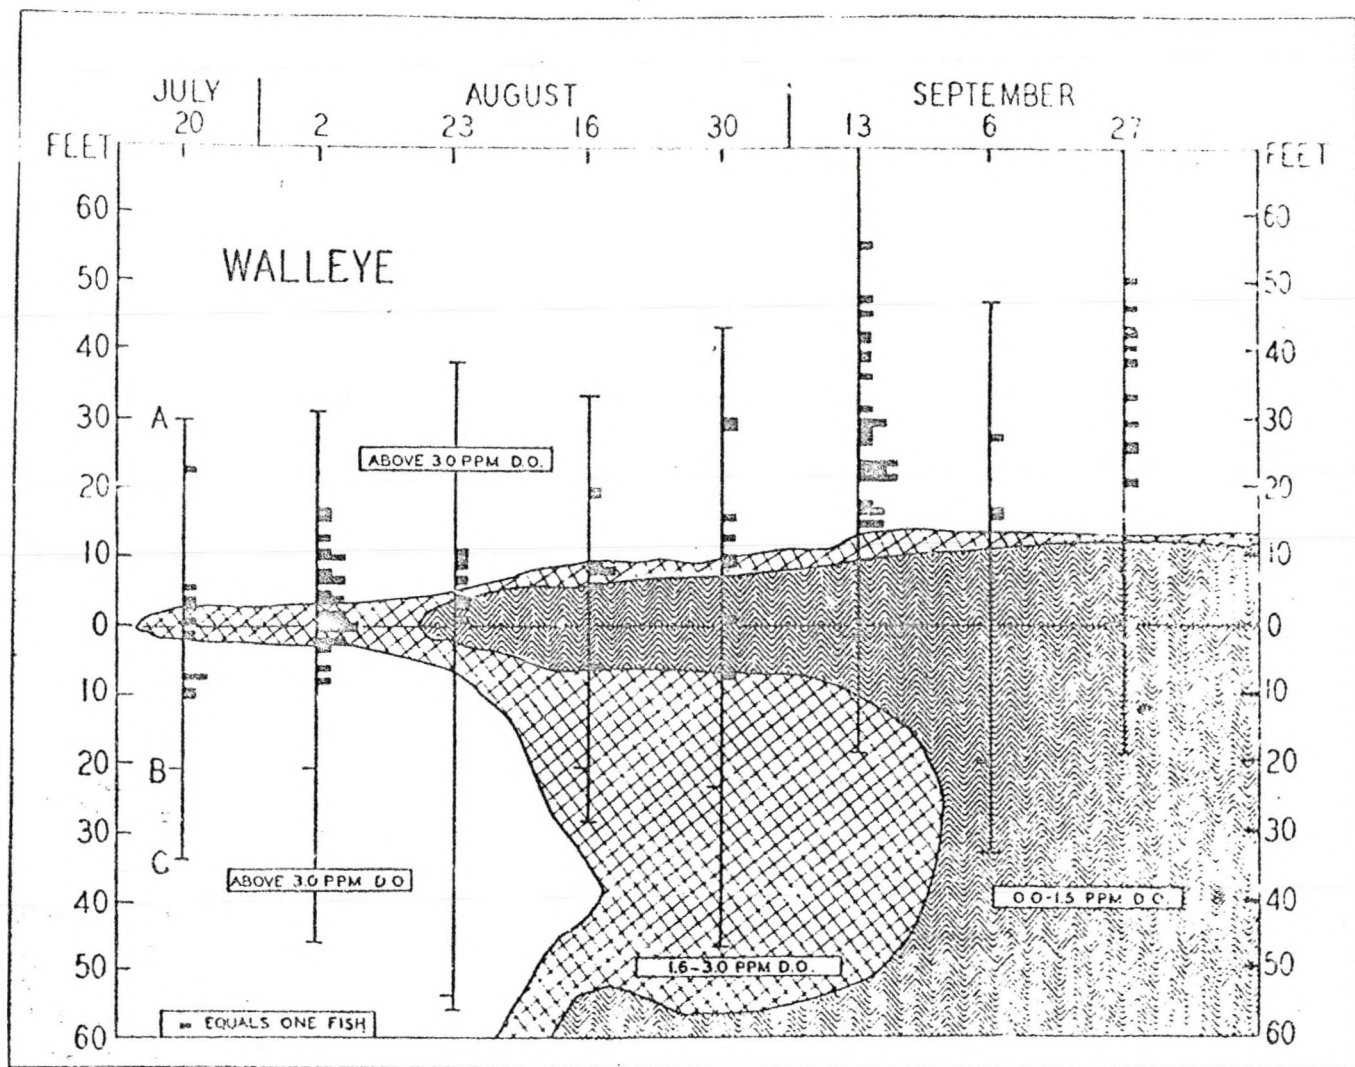 JULY AUGUST SEPTEMBER
20 2 23 16 30 13 6 27
FEET FEET
60 60
WALLEYE
50 50
40 40
A 30 30
ABOVE 3.0 PPM D.O.
20 20
10 10
0 0
10 10
B 20 20
30 30
C
ABOVE 3.0 PPM D O
40 0.0-1.5 PPM D.O. 40
50 1.6-3.0 PPM D.O. 50
EQUALS ONE FISH
60 60